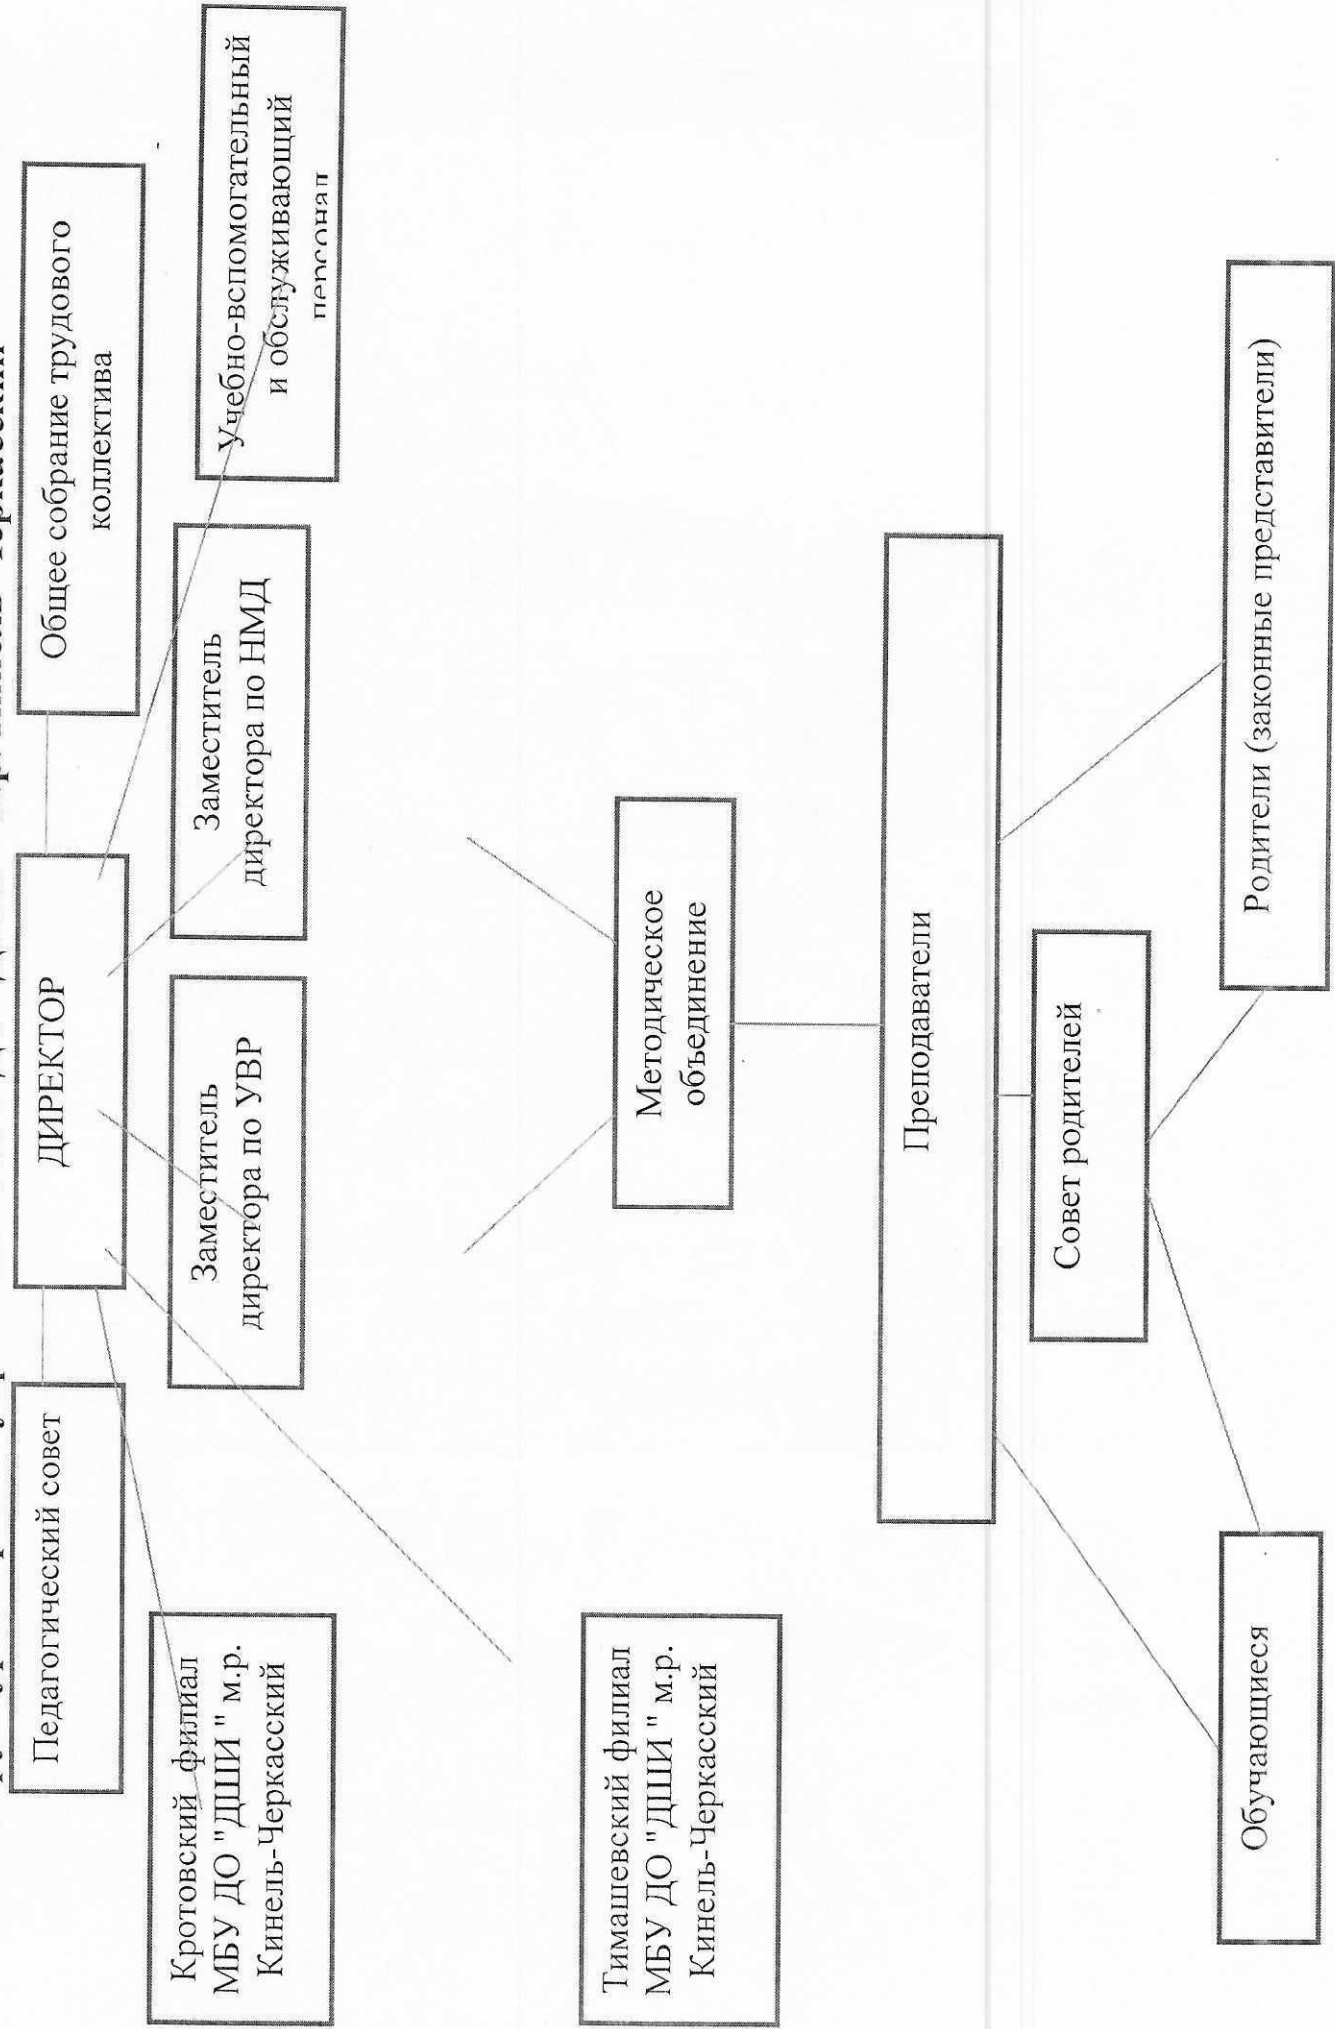 Педагогический совет
ДИРЕКТОР
Общее собрание трудового
коллектива
Кротовский филиал
МБУ ДО "ДШИ " м.р.
Кинель-Черкасский
Заместитель
директора по УВР
Заместитель
директора по НМД
Учебно-вспомогательный
и обслуживающий
персонал
Тимашевский филиал
МБУ ДО "ДШИ " м.р.
Кинель-Черкасский
Методическое
объединение
Преподаватели
Совет родителей
Обучающиеся
Родители (законные представители)